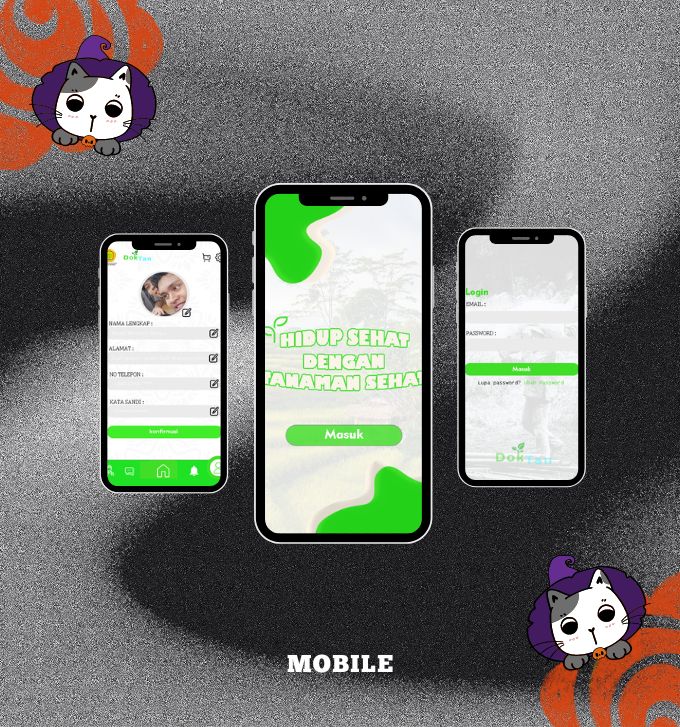 DokTan
NAMA LENGKAP :
ALAMAT :
NO TELEFON :
KATA SANDI :
konfirmasi
HIDUP SEHAT
DENGAN
TANAMAN SEHAT
Masuk
Login
EMAIL :
PASSWORD :
Masuk
Lupa password? Ubah Password
DokTan
MOBILE